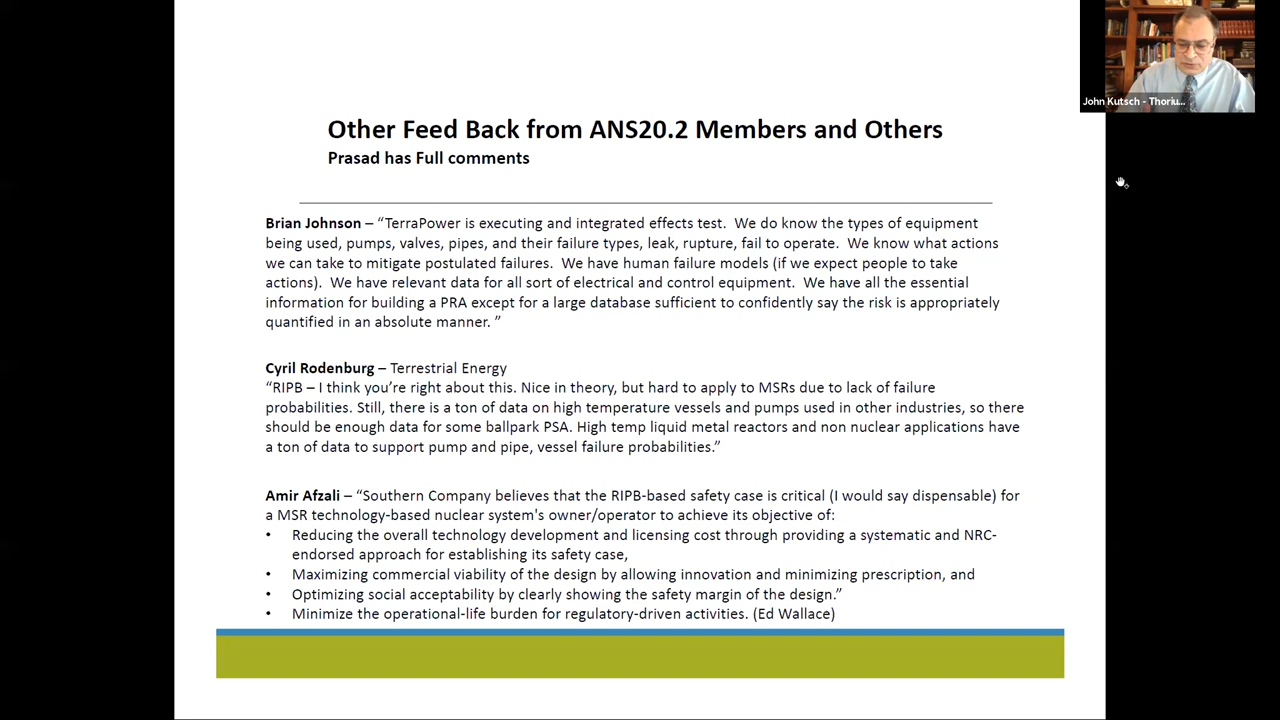 John Kutsch - Thoriu...
Other Feed Back from ANS20.2 Members and Others
Prasad has Full comments
Brian Johnson – “TerraPower is executing and integrated effects test. We do know the types of equipment
being used, pumps, valves, pipes, and their failure types, leak, rupture, fail to operate. We know what actions
we can take to mitigate postulated failures. We have human failure models (if we expect people to take
actions). We have relevant data for all sort of electrical and control equipment. We have all the essential
information for building a PRA except for a large database sufficient to confidently say the risk is appropriately
quantified in an absolute manner. ”
Cyril Rodenburg – Terrestrial Energy
“RIPB – I think you’re right about this. Nice in theory, but hard to apply to MSRs due to lack of failure
probabilities. Still, there is a ton of data on high temperature vessels and pumps used in other industries, so there
should be enough data for some ballpark PSA. High temp liquid metal reactors and non nuclear applications have
a ton of data to support pump and pipe, vessel failure probabilities.”
Amir Afzali – “Southern Company believes that the RIPB-based safety case is critical (I would say dispensable) for
a MSR technology-based nuclear system's owner/operator to achieve its objective of:
• Reducing the overall technology development and licensing cost through providing a systematic and NRC-
endorsed approach for establishing its safety case,
• Maximizing commercial viability of the design by allowing innovation and minimizing prescription, and
• Optimizing social acceptability by clearly showing the safety margin of the design.”
• Minimize the operational-life burden for regulatory-driven activities. (Ed Wallace)